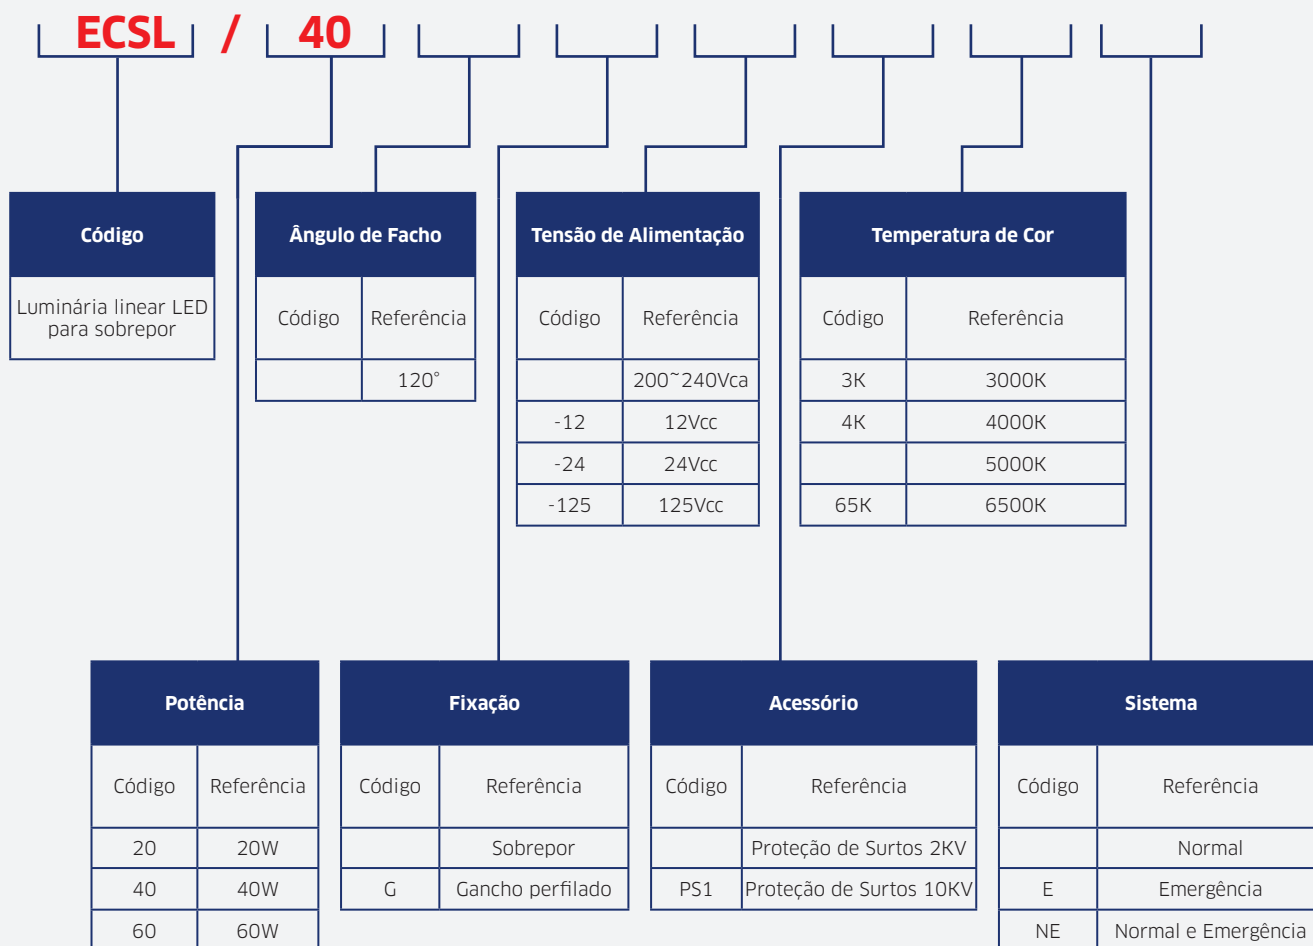 ECSL / 40
Código
Luminária linear LED
para sobrepor
Ângulo de Facho
Código Referência
120°
Tensão de Alimentação
Código Referência
200~240Vca
-12 12Vcc
-24 24Vcc
-125 125Vcc
Temperatura de Cor
Código Referência
3K 3000K
4K 4000K
5000K
65K 6500K
Potência
Código Referência
20 20W
40 40W
60 60W
Fixação
Código Referência
Sobrepor
G Gancho perfilado
Acessório
Código Referência
Proteção de Surtos 2KV
PS1 Proteção de Surtos 10KV
Sistema
Código Referência
Normal
E Emergência
NE Normal e Emergência